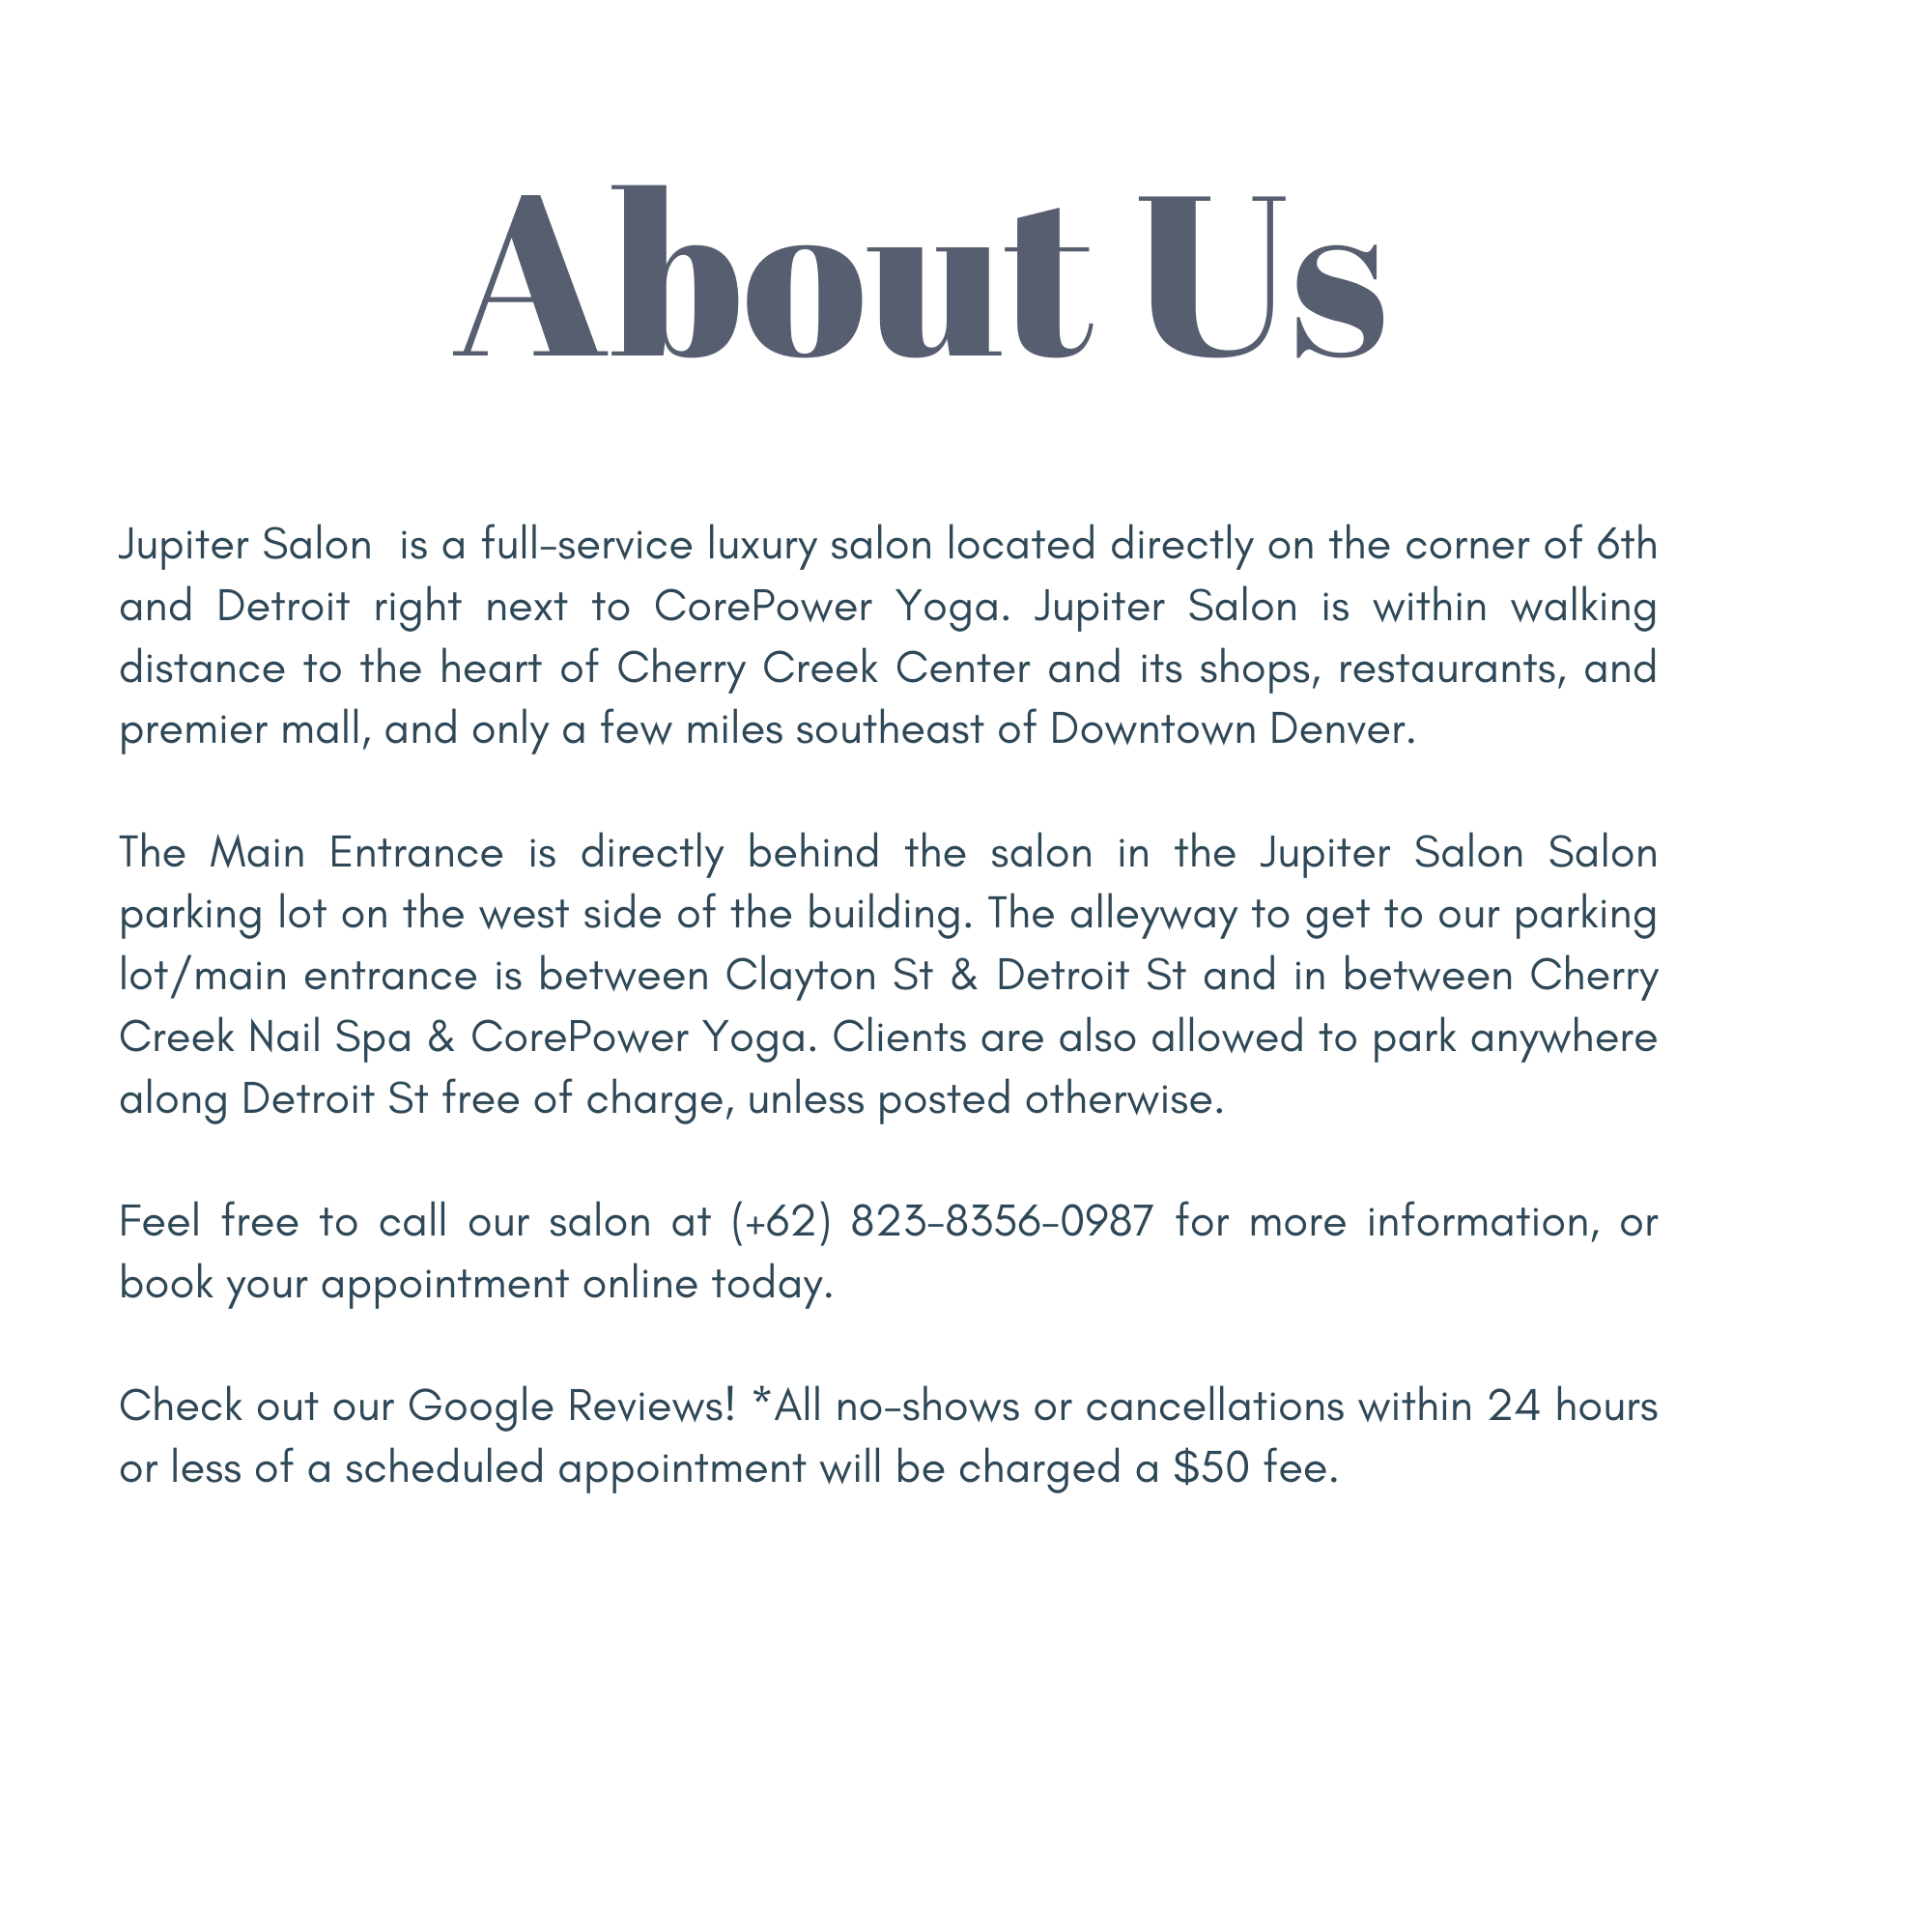 About Us
Jupiter Salon  is a full-service luxury salon located directly on the corner of 6th
and Detroit right next to CorePower Yoga. Jupiter Salon is within walking
distance to the heart of Cherry Creek Center and its shops, restaurants, and
premier mall, and only a few miles southeast of Downtown Denver.
The Main Entrance is directly behind the salon in the Jupiter Salon Salon
parking lot on the west side of the building. The alleyway to get to our parking
lot/main entrance is between Clayton St & Detroit St and in between Cherry
Creek Nail Spa & CorePower Yoga. Clients are also allowed to park anywhere
along Detroit St free of charge, unless posted otherwise.
Feel free to call our salon at (+62) 823-8356-0987 for more information, or
book your appointment online today.
Check out our Google Reviews! *All no-shows or cancellations within 24 hours
or less of a scheduled appointment will be charged a $50 fee.